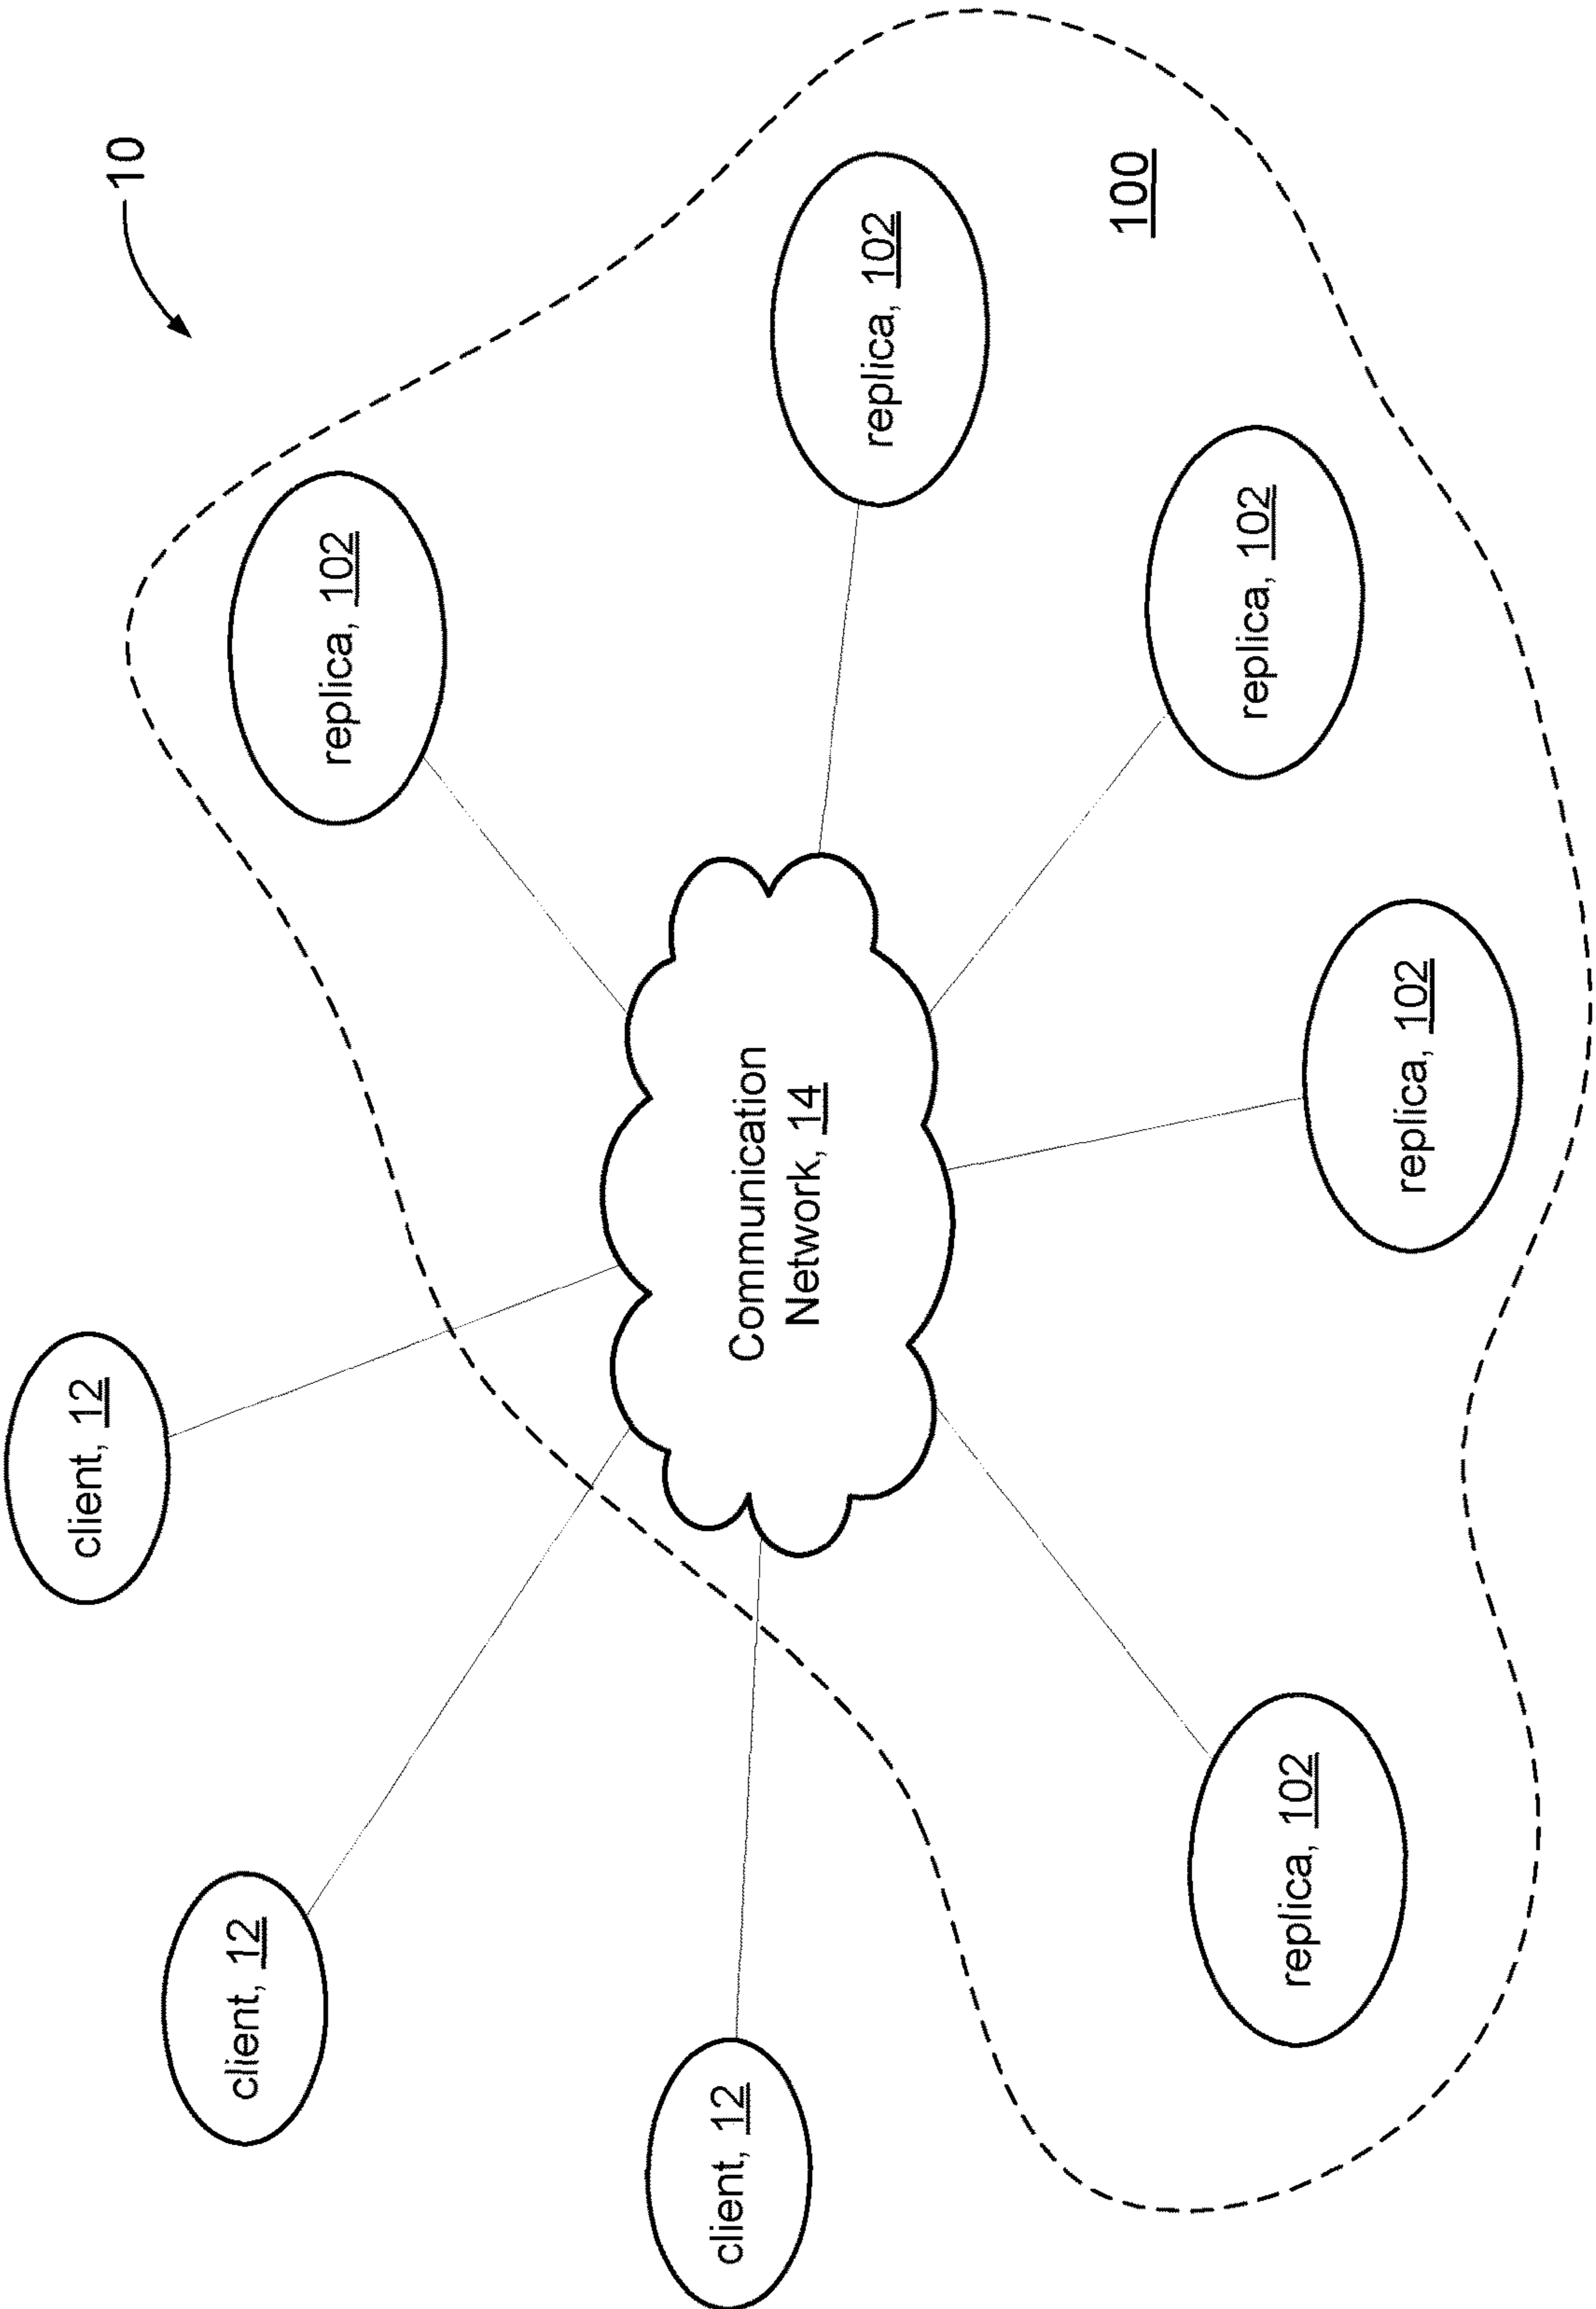 client, 12
10
client, 12
replica, 102
client, 12
Communication
Network, 14
replica, 102
100
replica, 102
replica, 102
replica, 102